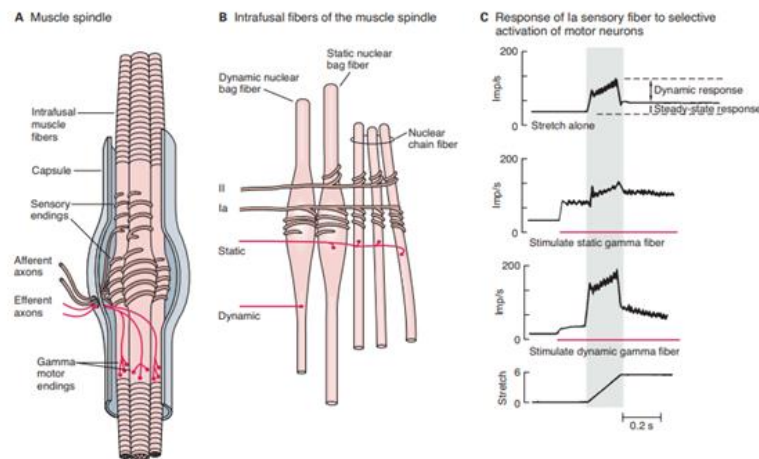 A Muscle spindle
Intrafusal
muscle
fibers
Capsule
Sensory
endings
Afferent
axons
Efferent
axons
Gamma
motor
endings
B Intrafusal fibers of the muscle spindle
Static nuclear
bag fiber
Dynamic nuclear
bag fiber
Nuclear
chain fiber
II
Ia
Static
Dynamic
C Response of Ia sensory fiber to selective
activation of motor neurons
200
Imp/s
0
Dynamic response
Steady-state response
Stretch alone
200
Imp/s
0
Stimulate static gamma fiber
200
Imp/s
0
Stimulate dynamic gamma fiber
6
Stretch
0
0.2 s